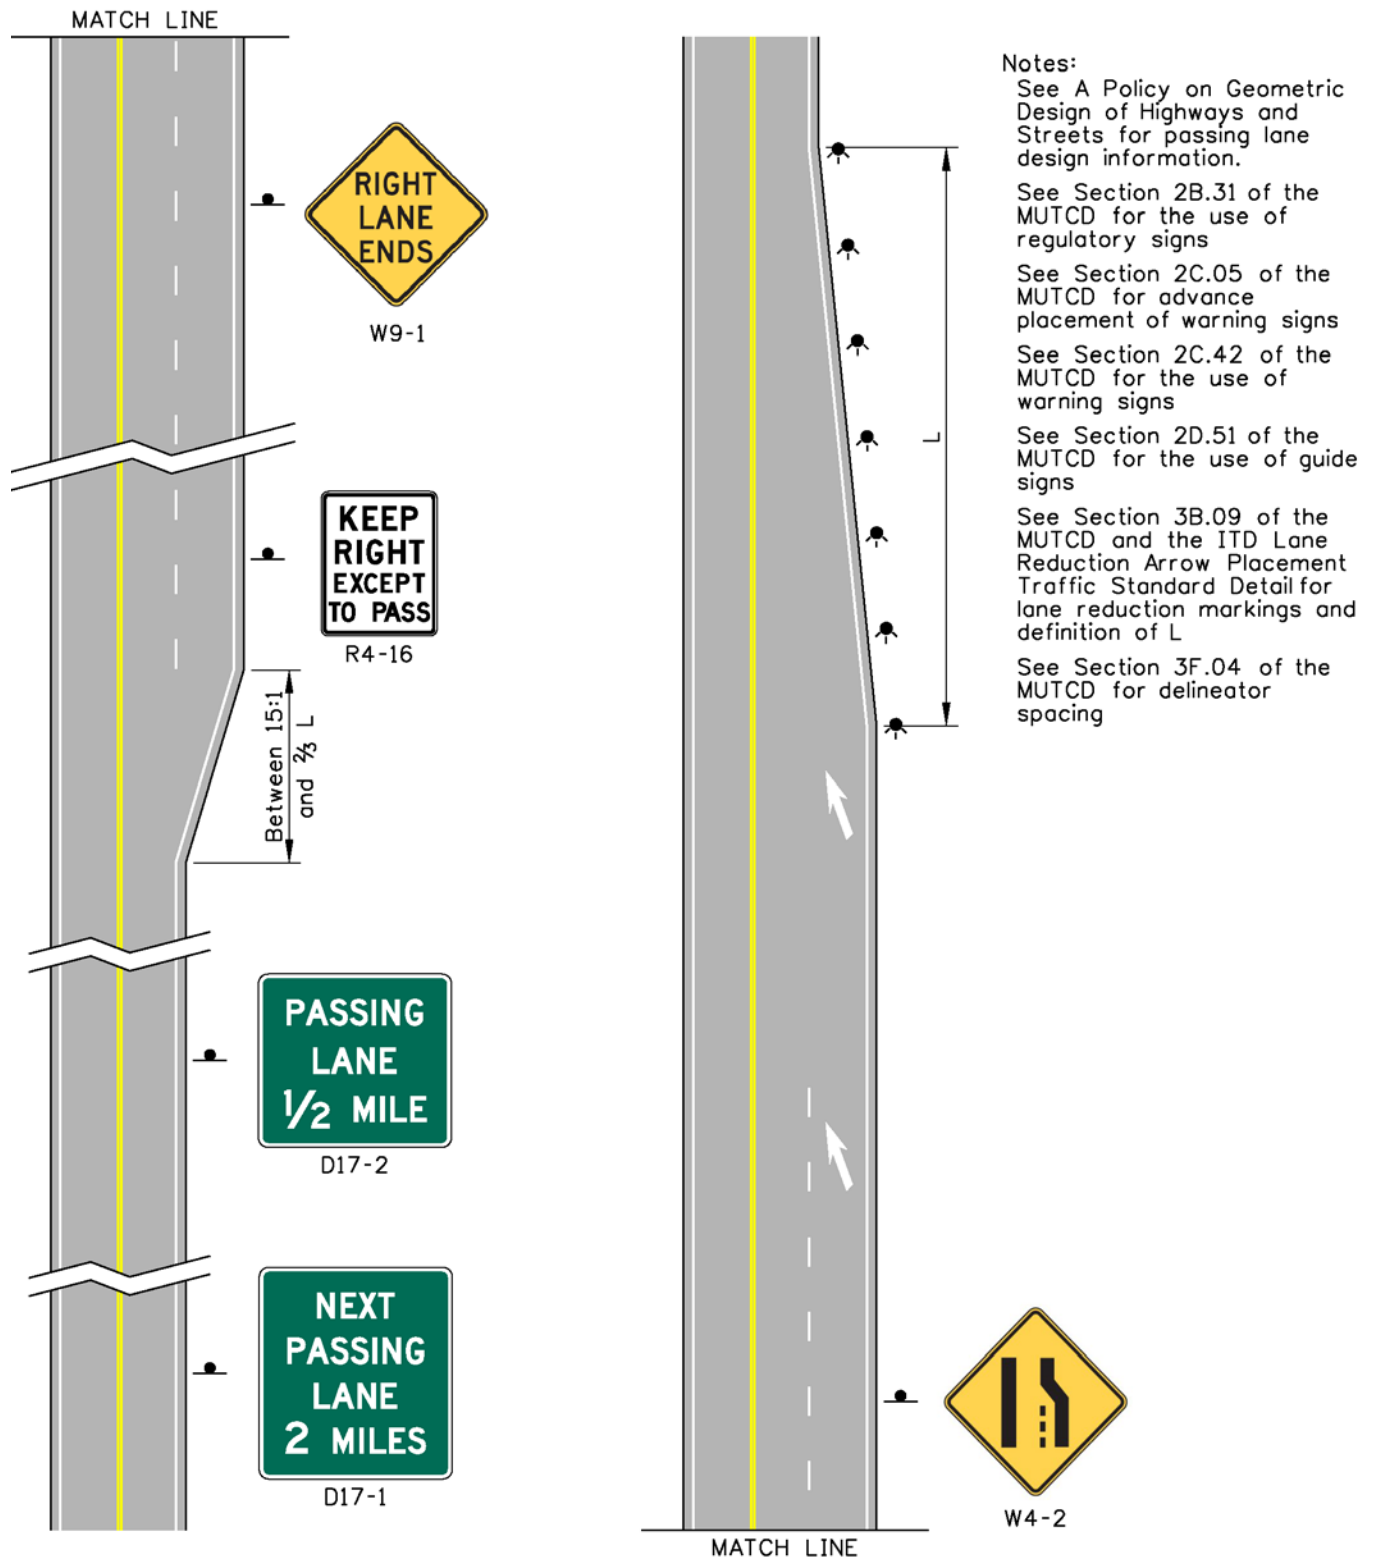 MATCH LINE
RIGHT
LANE
ENDS
W9-1
KEEP
RIGHT
EXCEPT
TO PASS
R4-16
Between 15:1
and ⅔ L
PASSING
LANE
1/2 MILE
D17-2
NEXT
PASSING
LANE
2 MILES
D17-1
L
W4-2
MATCH LINE
Notes:
See A Policy on Geometric
Design of Highways and
Streets for passing lane
design information.
See Section 2B.31 of the
MUTCD for the use of
regulatory signs
See Section 2C.05 of the
MUTCD for advance
placement of warning signs
See Section 2C.42 of the
MUTCD for the use of
warning signs
See Section 2D.51 of the
MUTCD for the use of guide
signs
See Section 3B.09 of the
MUTCD and the ITD Lane
Reduction Arrow Placement
Traffic Standard Detail for
lane reduction markings and
definition of L
See Section 3F.04 of the
MUTCD for delineator
spacing